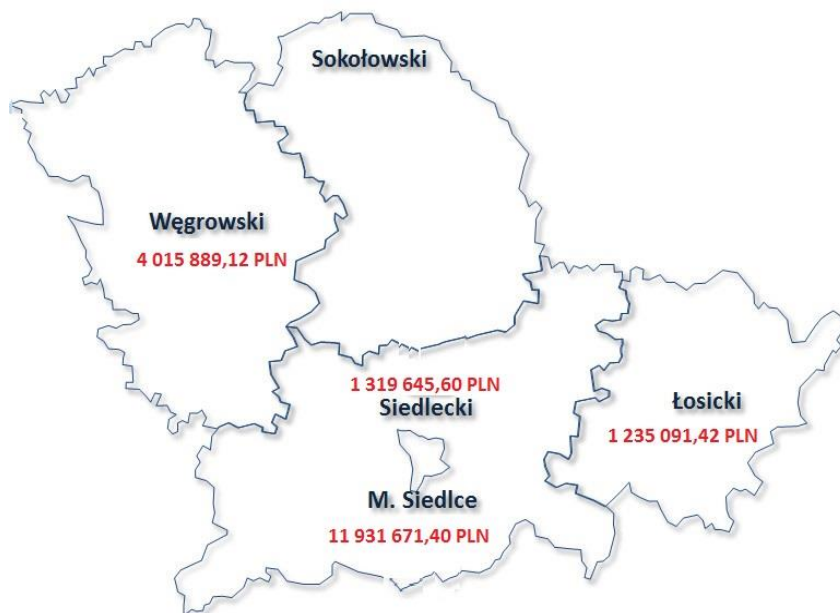 Sokołowski
Węgrowski
4 015 889,12 PLN
1 319 645,60 PLN
Siedlecki
Łosicki
1 235 091,42 PLN
M. Siedlce
11 931 671,40 PLN